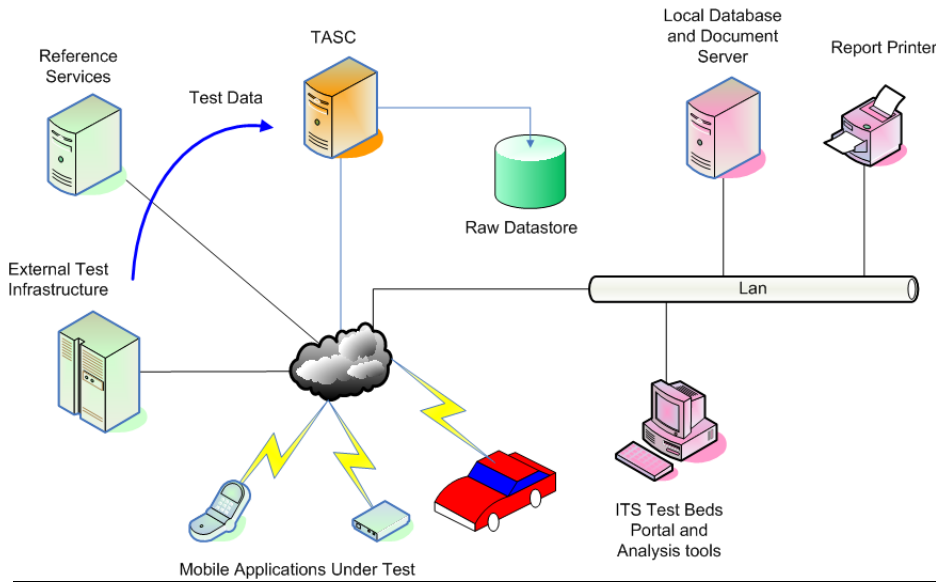 Reference
Services
TASC
Local Database
and Document
Server
Report Printer
Test Data
Raw Datastore
External Test
Infrastructure
Lan
ITS Test Beds
Portal and
Analysis tools
Mobile Applications Under Test